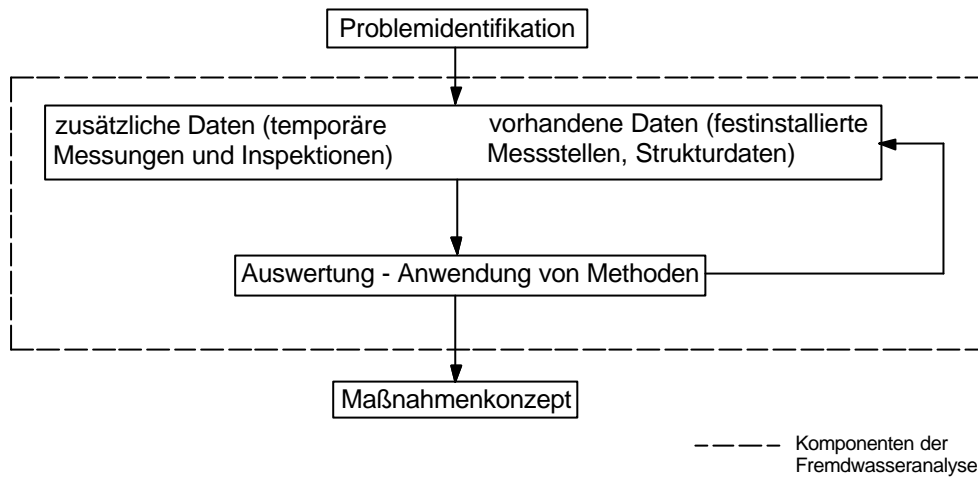 Problemidentifikation
zusätzliche Daten (temporäre
Messungen und Inspektionen)
vorhandene Daten (festinstallierte
Messstellen, Strukturdaten)
Auswertung - Anwendung von Methoden
Maßnahmenkonzept
Komponenten der
Fremdwasseranalyse